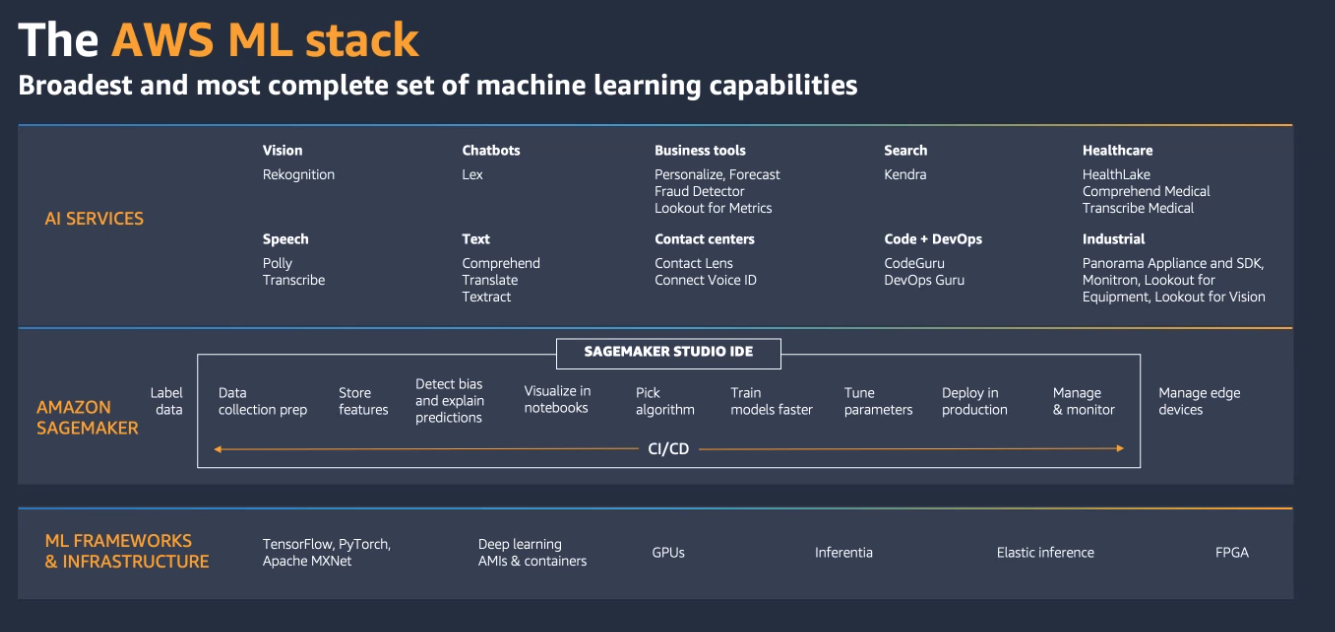 The AWS ML stack
Broadest and most complete set of machine learning capabilities
AI SERVICES
Vision
Rekognition
Chatbots
Lex
Business tools
Personalize, Forecast
Fraud Detector
Lookout for Metrics
Search
Kendra
Healthcare
HealthLake
Comprehend Medical
Transcribe Medical
Speech
Polly
Transcribe
Text
Comprehend
Translate
Textract
Contact centers
Contact Lens
Connect Voice ID
Code + DevOps
CodeGuru
DevOps Guru
Industrial
Panorama Appliance and SDK,
Monitron, Lookout for
Equipment, Lookout for Vision
AMAZON
SAGEMAKER
SAGEMAKER STUDIO IDE
Label
data
Data
collection prep
Store
features
Detect bias
and explain
predictions
Visualize in
notebooks
Pick
algorithm
Train
models faster
Tune
parameters
Deploy in
production
Manage
& monitor
Manage edge
devices
CI/CD
ML FRAMEWORKS
& INFRASTRUCTURE
TensorFlow, PyTorch,
Apache MXNet
Deep learning
AMIs & containers
GPUs
Inferentia
Elastic inference
FPGA